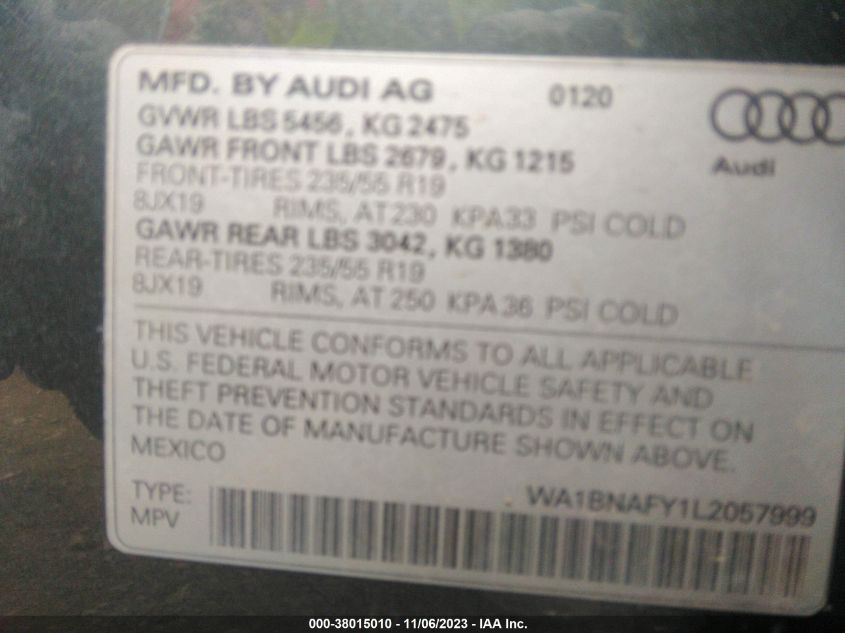 MFD. BY AUDI AG 0120
GVWR LBS 5456, KG 2475
GAWR FRONT LBS 2679, KG 1215
Audi
FRONT-TIRES 235/55 R19
8JX19 RIMS, AT 230 KPA33 PSI COLD
GAWR REAR LBS 3042, KG 1380
REAR-TIRES 235/55 R19
8JX19 RIMS, AT 250 KPA 36 PSI COLD
THIS VEHICLE CONFORMS TO ALL APPLICABLE
U.S. FEDERAL MOTOR VEHICLE SAFETY AND
THEFT PREVENTION STANDARDS IN EFFECT ON
THE DATE OF MANUFACTURE SHOWN ABOVE.
MEXICO
TYPE: WA1BNAFY1L2057999
MPV
000-38015010 - 11/06/2023 - IAA Inc.